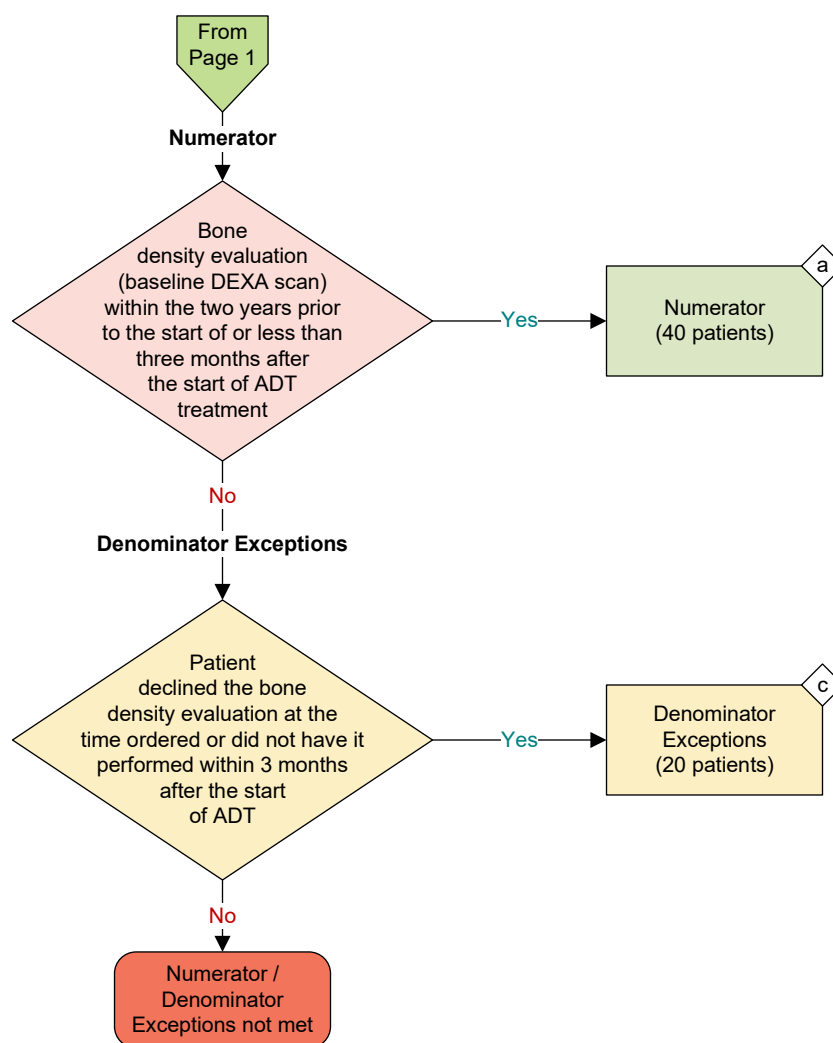 From
Page 1
Numerator
Bone
density evaluation
(baseline DEXA scan)
within the two years prior
to the start of or less than
three months after
the start of ADT
treatment
Yes
a
Numerator
(40 patients)
No
Denominator Exceptions
Patient
declined the bone
density evaluation at the
time ordered or did not have it
performed within 3 months
after the start
of ADT
Yes
c
Denominator
Exceptions
(20 patients)
No
Numerator /
Denominator
Exceptions not met